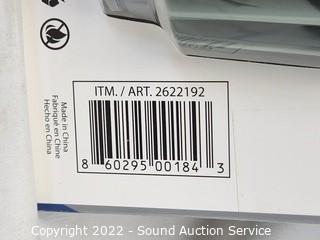 ITM. / ART. 2622192
8 60295 00184 3
Made in China
Fabriqué en Chine
Hecho en China
Copyright 2022 - Sound Auction Service